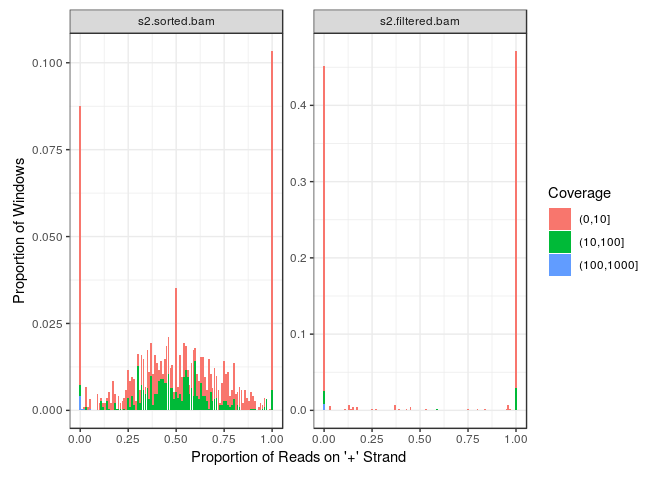 s2.sorted.bam
s2.filtered.bam
Proportion of Windows
0.100
0.075
0.050
0.025
0.000
0.4
0.3
0.2
0.1
0.0
0.00 0.25 0.50 0.75 1.00
0.00 0.25 0.50 0.75 1.00
Proportion of Reads on '+' Strand
Coverage
(0,10]
(10,100]
(100,1000]